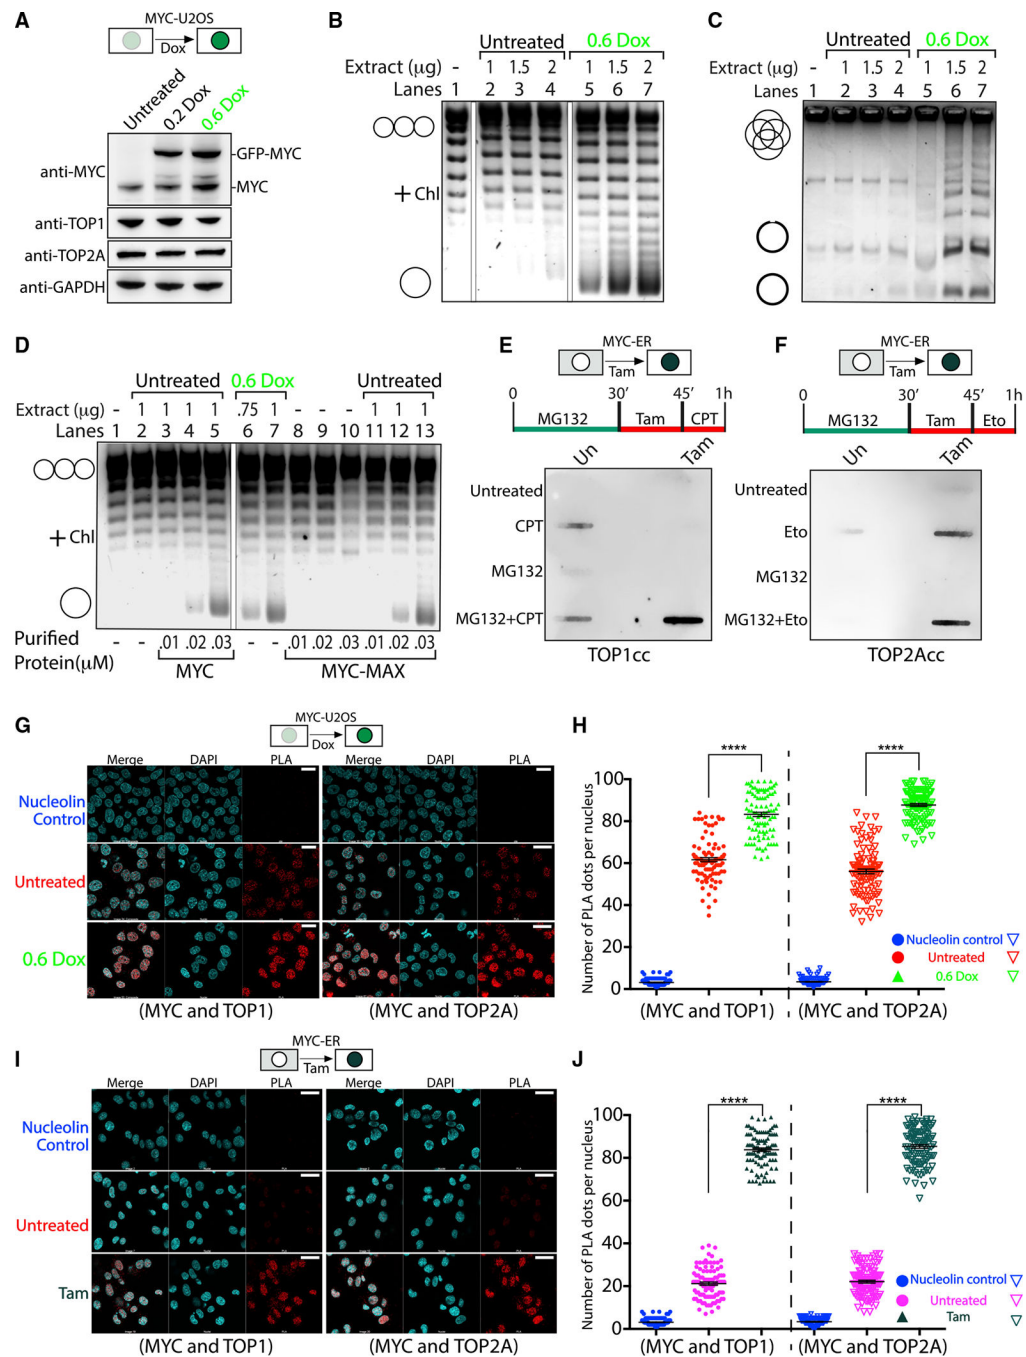 A
MYC-U2OS
Dox
Untreated
0.2 Dox
0.6 Dox
anti-MYC
-GFP-MYC
-MYC
anti-TOP1
anti-TOP2A
anti-GAPDH
B
Untreated
0.6 Dox
Extract (μg) - 1 1.5 2 1 1.5 2
Lanes 1 2 3 4 5 6 7
+ Chl
C
Untreated
0.6 Dox
Extract (μg) - 1 1.5 2 1 1.5 2
Lanes 1 2 3 4 5 6 7
D
Untreated
0.6 Dox
Untreated
Extract (μg) - 1 1 1 1 .75 1 - - - 1 1 1
Lanes 1 2 3 4 5 6 7 8 9 10 11 12 13
+ Chl
Purified Protein(μM) - - .01 .02 .03 - - .01 .02 .03 .01 .02 .03
MYC
MYC-MAX
E
MYC-ER
Tam
0 30' 45' 1h
MG132 Tam CPT
Un Tam
Untreated
CPT
MG132
MG132+CPT
TOP1cc
F
MYC-ER
Tam
0 30' 45' 1h
MG132 Tam Eto
Un Tam
Untreated
Eto
MG132
MG132+Eto
TOP2Acc
G
MYC-U2OS
Dox
Merge DAPI PLA Merge DAPI PLA
Nucleolin Control
Untreated
0.6 Dox
(MYC and TOP1) (MYC and TOP2A)
H
Number of PLA dots per nucleus
100
80
60
40
20
0
**** ****
Nucleolin control
Untreated
0.6 Dox
(MYC and TOP1) (MYC and TOP2A)
I
MYC-ER
Tam
Merge DAPI PLA Merge DAPI PLA
Nucleolin Control
Untreated
Tam
(MYC and TOP1) (MYC and TOP2A)
J
Number of PLA dots per nucleus
100
80
60
40
20
0
**** ****
Nucleolin control
Untreated
Tam
(MYC and TOP1) (MYC and TOP2A)